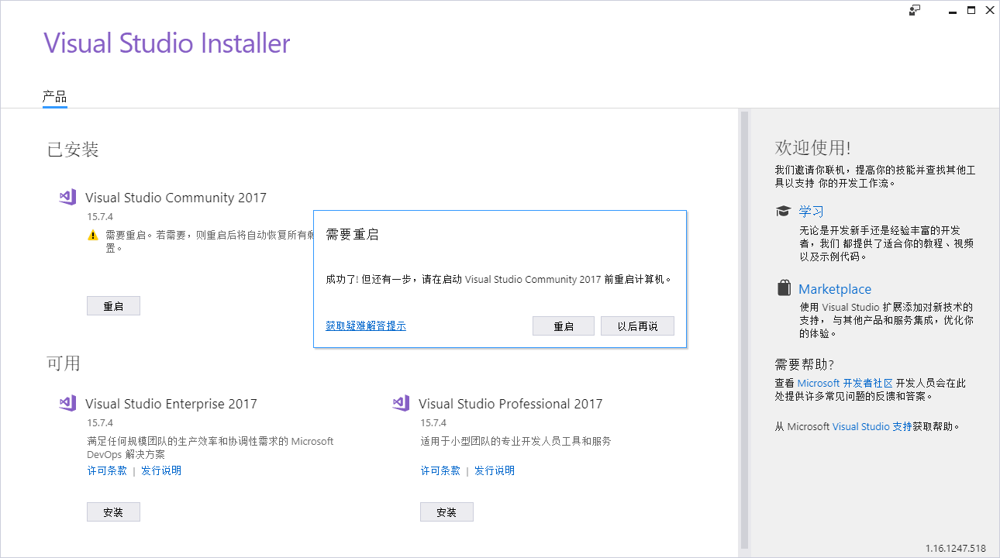 Visual Studio Installer
产品
已安装
Visual Studio Community 2017
15.7.4
需要重启。若需要，则重启后将自动恢复所有
置。
重启
需要重启
成功了! 但还有一步，请在启动 Visual Studio Community 2017 前重启计算机。
获取疑难解答提示
重启
以后再说
可用
Visual Studio Enterprise 2017
15.7.4
满足任何规模团队的生产效率和协调性需求的 Microsoft
DevOps 解决方案
许可条款 | 发行说明
安装
Visual Studio Professional 2017
15.7.4
适用于小型团队的专业开发人员工具和服务
许可条款 | 发行说明
安装
欢迎使用!
我们邀请你联机，提高你的技能并查找其他工
具以支持 你的开发工作流。
学习
无论是开发新手还是经验丰富的开发
者，我们 都提供了适合你的教程、视频
以及示例代码。
Marketplace
使用 Visual Studio 扩展添加对新技术的
支持， 与其他产品和服务集成，优化你
的体验。
需要帮助?
查看 Microsoft 开发者社区 开发人员会在此
处提供许多常见问题的反馈和答案。
从 Microsoft Visual Studio 支持获取帮助。
1.16.1247.518